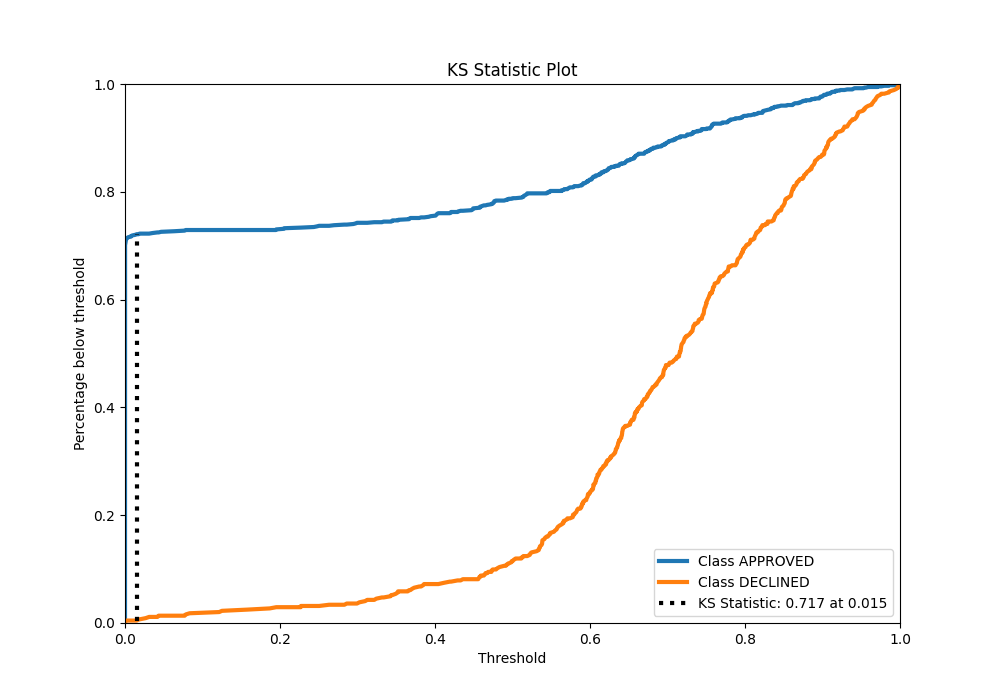 KS Statistic Plot
1.0
0.8
0.6
0.4
0.2
0.0
Percentage below threshold
0.0 0.2 0.4 0.6 0.8 1.0
Threshold
Class APPROVED
Class DECLINED
KS Statistic: 0.717 at 0.015